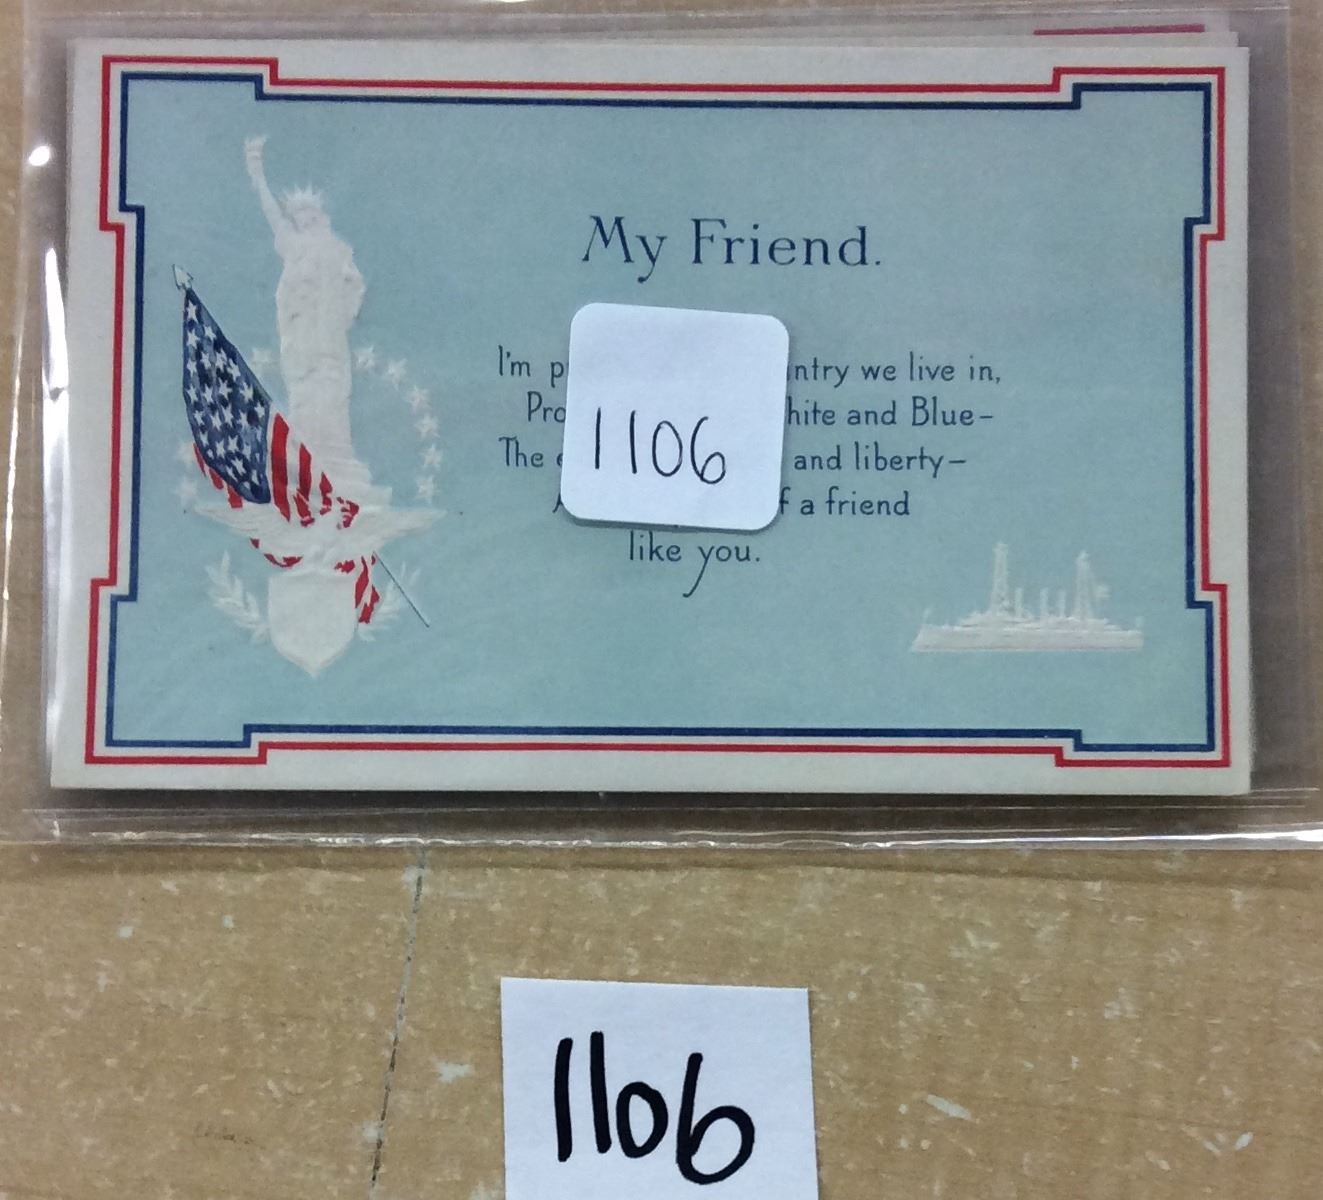 My Friend.
I'm p ntry we live in,
Pro hite and Blue–
The and liberty–
f a friend
like you.
1106
1106